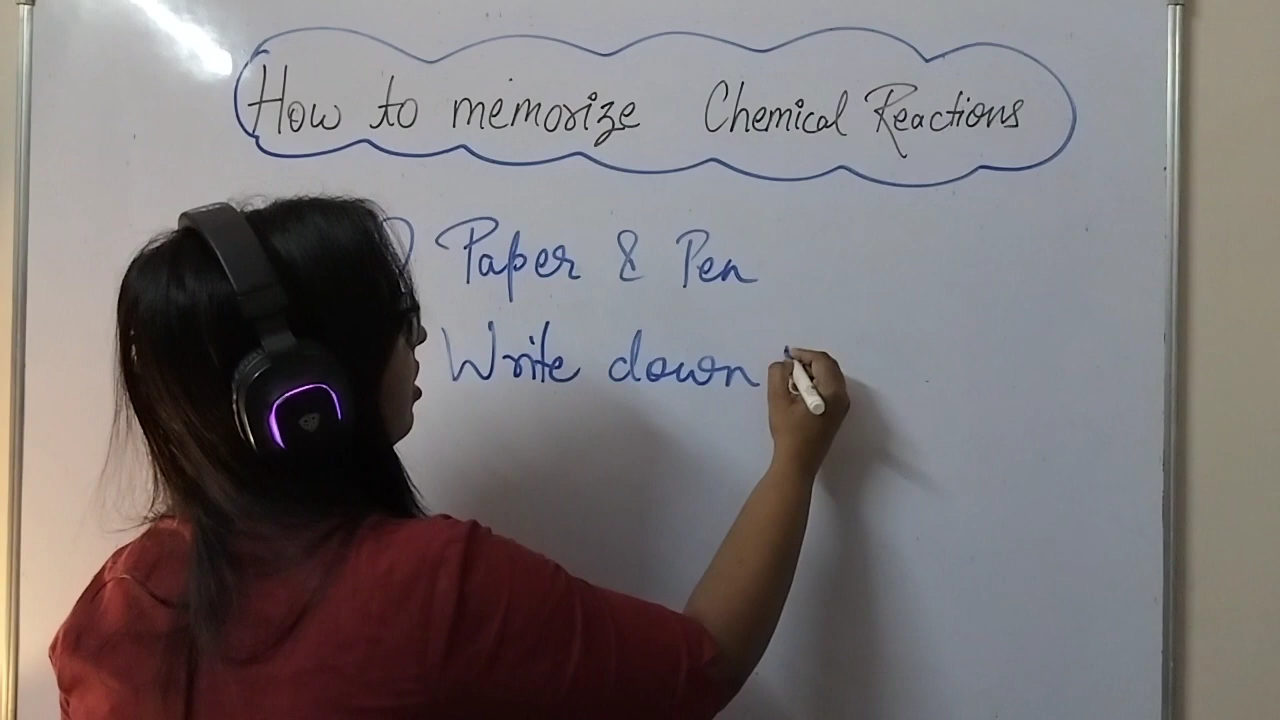 How to memorize Chemical Reactions
Paper & Pen
Write down